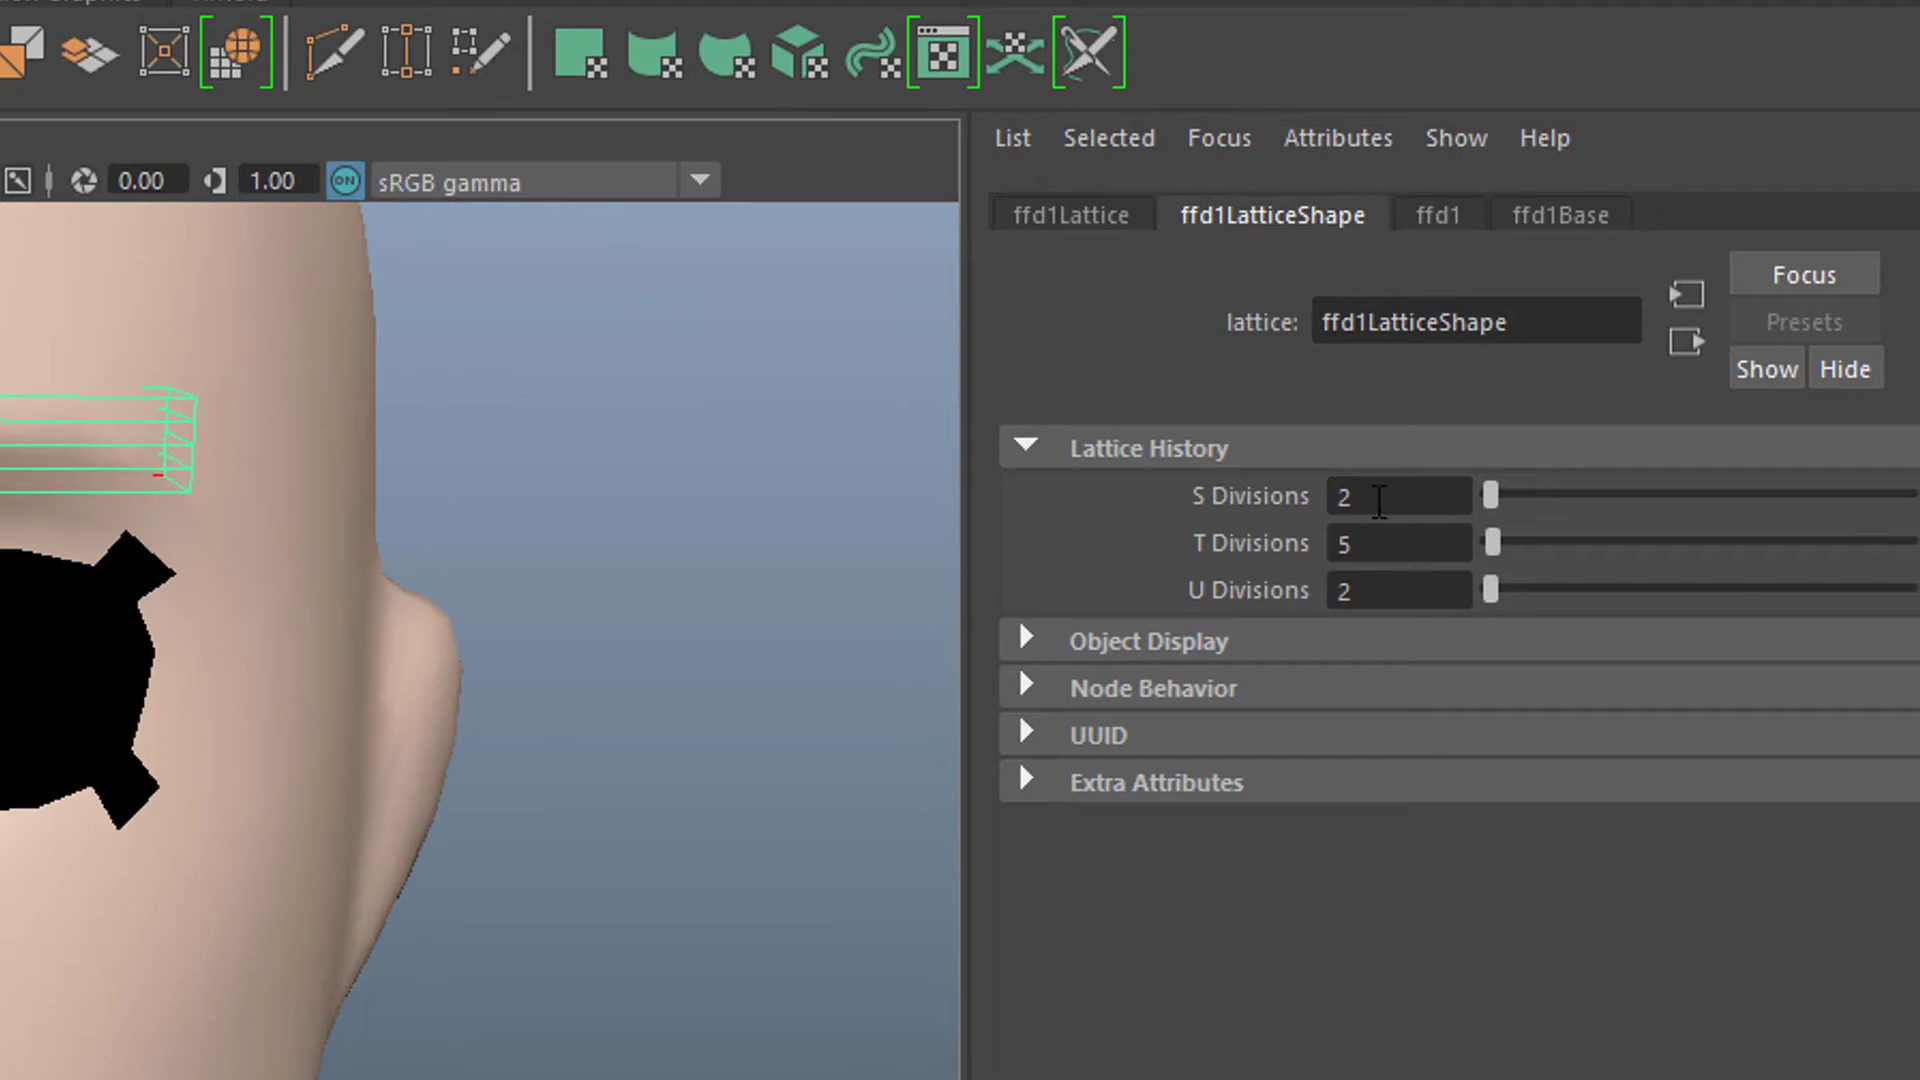 0.00
1.00
ON
sRGB gamma
List
Selected
Focus
Attributes
Show
Help
ffd1Lattice
ffd1LatticeShape
ffd1
ffd1Base
lattice:
ffd1LatticeShape
Focus
Presets
Show
Hide
Lattice History
S Divisions 2
T Divisions 5
U Divisions 2
Object Display
Node Behavior
UUID
Extra Attributes